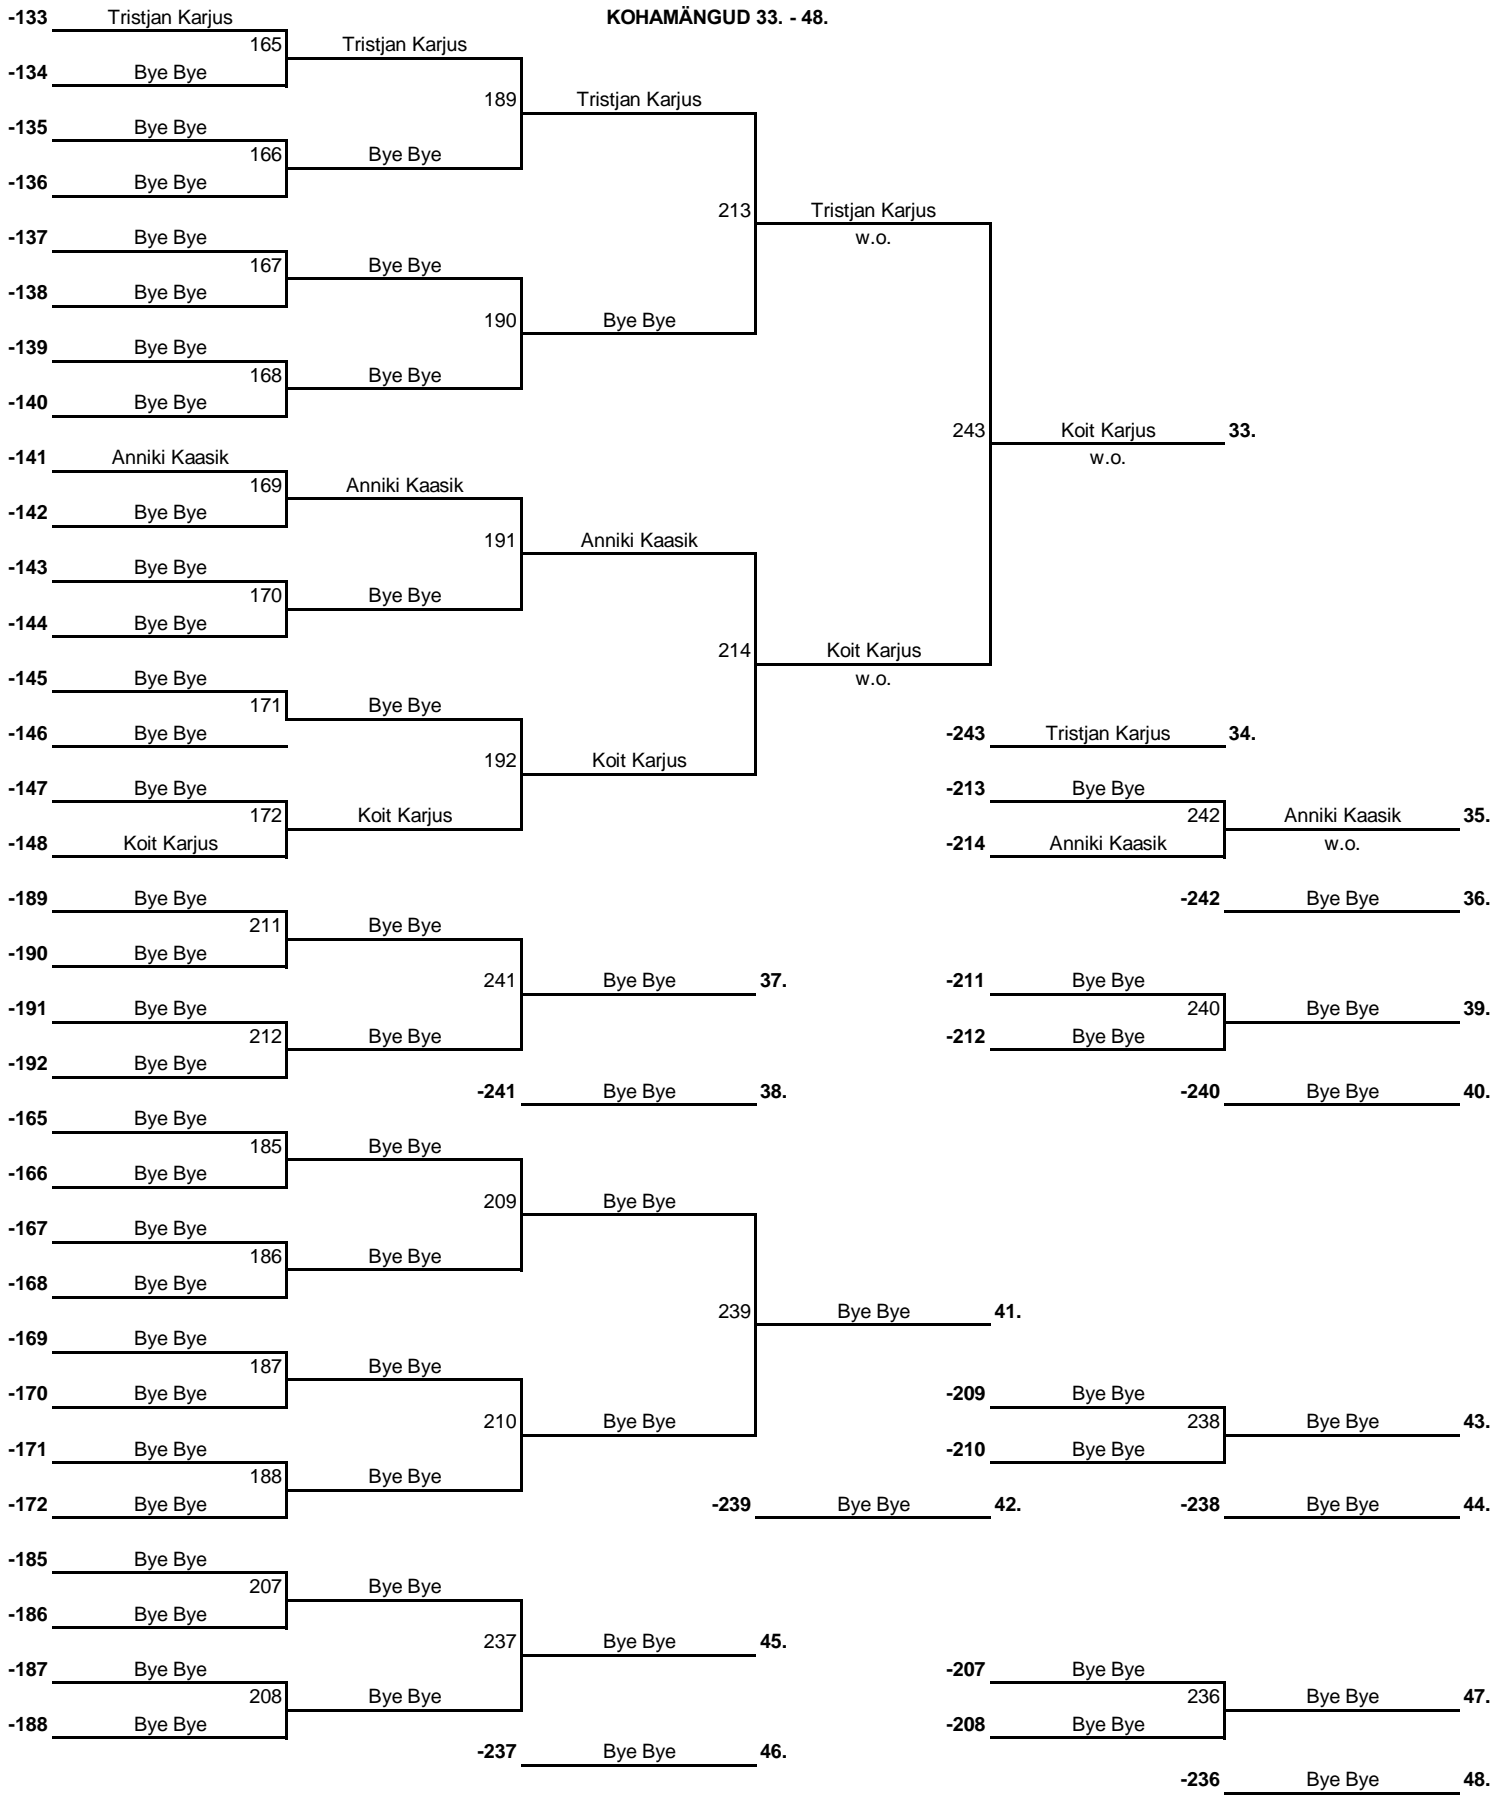 KOHAMÄNGUD 33. - 48.
-133 Tristjan Karjus
165 Tristjan Karjus
-134 Bye Bye
189 Tristjan Karjus
-135 Bye Bye
166 Bye Bye
-136 Bye Bye
213 Tristjan Karjus
w.o.
-137 Bye Bye
167 Bye Bye
-138 Bye Bye
190 Bye Bye
-139 Bye Bye
168 Bye Bye
-140 Bye Bye
243 Koit Karjus 33.
w.o.
-141 Anniki Kaasik
169 Anniki Kaasik
-142 Bye Bye
191 Anniki Kaasik
-143 Bye Bye
170 Bye Bye
-144 Bye Bye
214 Koit Karjus
w.o.
-145 Bye Bye
171 Bye Bye
-146 Bye Bye
-243 Tristjan Karjus 34.
192 Koit Karjus
-147 Bye Bye
-213 Bye Bye
172 Koit Karjus
242 Anniki Kaasik 35.
-148 Koit Karjus
-214 Anniki Kaasik
w.o.
-189 Bye Bye
-242 Bye Bye 36.
211 Bye Bye
-190 Bye Bye
241 Bye Bye 37.
-211 Bye Bye
-191 Bye Bye
240 Bye Bye 39.
212 Bye Bye
-212 Bye Bye
-192 Bye Bye
-241 Bye Bye 38.
-240 Bye Bye 40.
-165 Bye Bye
185 Bye Bye
-166 Bye Bye
209 Bye Bye
-167 Bye Bye
186 Bye Bye
-168 Bye Bye
239 Bye Bye 41.
-169 Bye Bye
187 Bye Bye
-170 Bye Bye
-209 Bye Bye
210 Bye Bye
238 Bye Bye 43.
-171 Bye Bye
-210 Bye Bye
188 Bye Bye
-172 Bye Bye
-239 Bye Bye 42.
-238 Bye Bye 44.
-185 Bye Bye
207 Bye Bye
-186 Bye Bye
237 Bye Bye 45.
-187 Bye Bye
-207 Bye Bye
208 Bye Bye
236 Bye Bye 47.
-188 Bye Bye
-208 Bye Bye
-237 Bye Bye 46.
-236 Bye Bye 48.